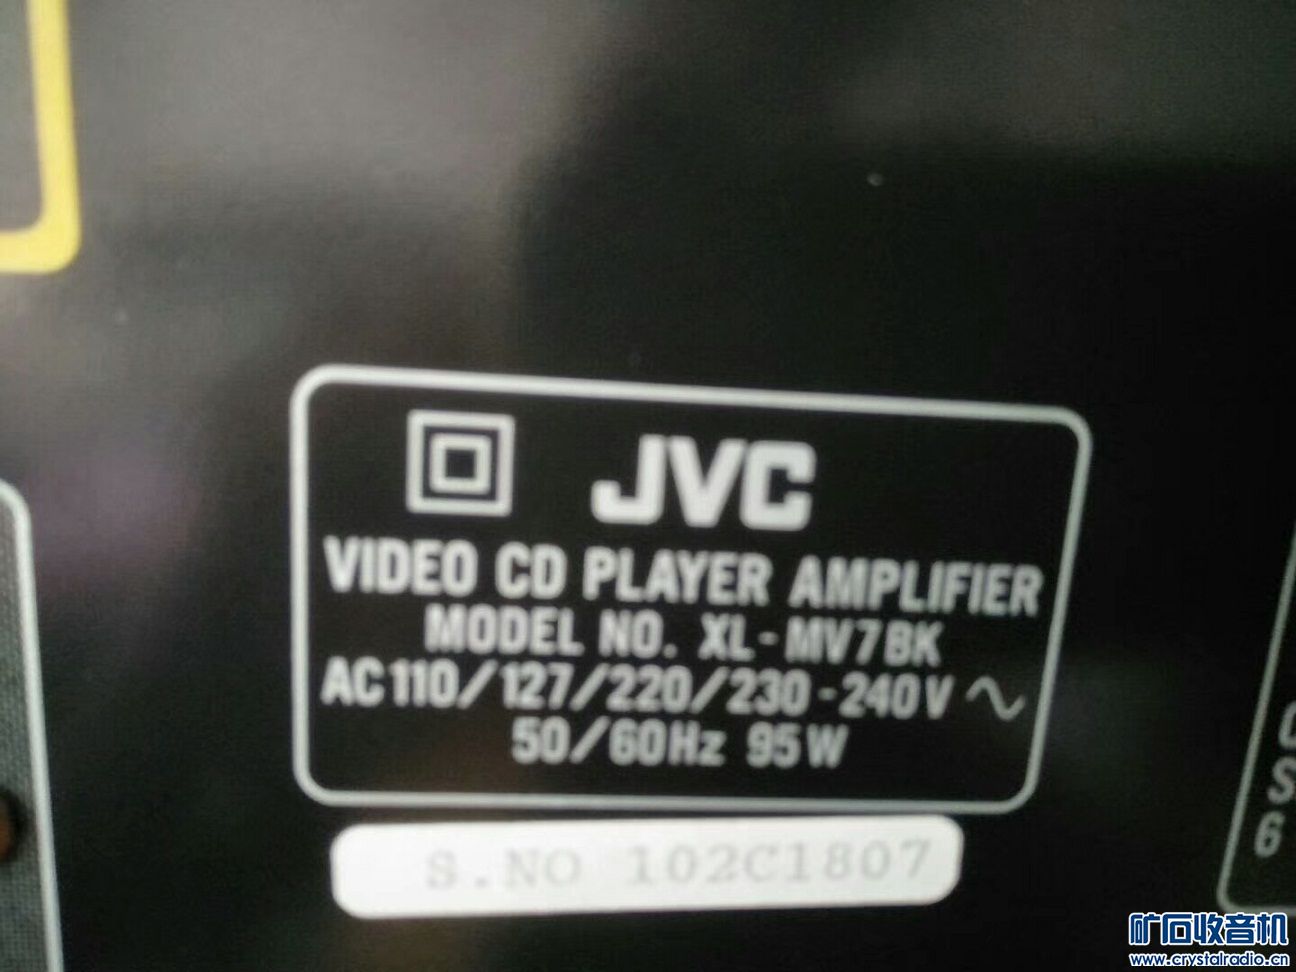 JVC
VIDEO CD PLAYER AMPLIFIER
MODEL NO. XL-MV7BK
AC110/127/220/230-240V ∿
50/60Hz 95W
S.NO 102C1807
S
6
矿石收音机
www.crystalradio.cn